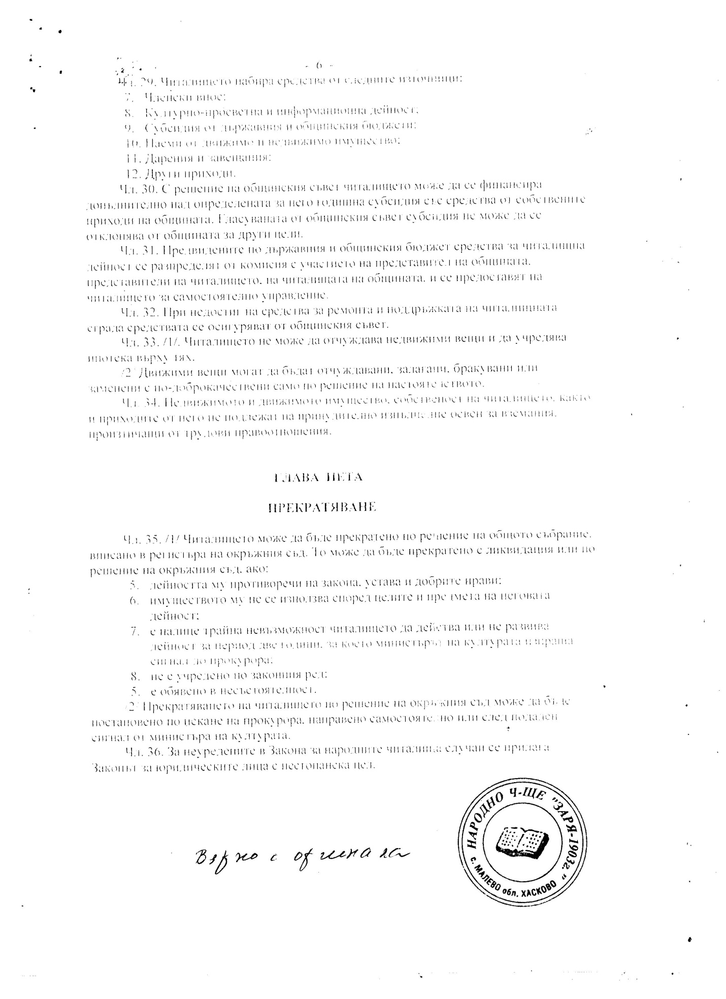 - 6 -
Чл. 29. Читалището набира средства от следните източници:
7. Членски внос;
8. Културно-просветна и информационна дейност;
9. Субсидия от държавния и общинския бюджети;
10. Наеми от движимо и недвижимо имущество;
11. Дарения и завещания;
12. Други приходи.
Чл. 30. С решение на общинския съвет читалището може да се финансира
допълнително над определената за него годишна субсидия със средства от собствените
приходи на общината. Гласуваната от общинския съвет субсидия не може да се
отклонява от общината за други цели.
Чл. 31. Предвидените по държавния и общинския бюджет средства за читалищна
дейност се разпределят от комисия с участието на представител на общината,
представители на читалището, на читалищата на общината, и се предоставят на
читалището за самостоятелно управление.
Чл. 32. При недостиг на средства за ремонта и поддръжката на читалищната
сграда средствата се осигуряват от общинския съвет.
Чл. 33. /1/. Читалището не може да отчуждава недвижими вещи и да учредява
ипотека върху тях.
/2/ Движими вещи могат да бъдат отчуждавани, залагани, бракувани или
заменени с по-доброкачествени само по решение на настоятелството.
Чл. 34. Недвижимото и движимото имущество, собственост на читалището, както
и приходите от него не подлежат на принудително изпълнение освен за вземания,
произтичащи от трудови правоотношения.
ГЛАВА ПЕТА
ПРЕКРАТЯВАНЕ
Чл. 35. /1/ Читалището може да бъде прекратено по решение на общото събрание,
вписано в регистъра на окръжния съд. То може да бъде прекратено с ликвидация или по
решение на окръжния съд, ако:
5. дейността му противоречи на закона, устава и добрите нрави;
6. имуществото му не се използва според целите и предмета на неговата
дейност;
7. е налице трайна невъзможност читалището да действа или не развива
дейност за период две години, за което министърът на културата изпраща
сигнал до прокурора;
8. не е учредено по законния ред;
5. е обявено в несъстоятелност.
/2/ Прекратяването на читалището по решение на окръжния съд може да бъде
постановено по искане на прокурора, направено самостоятелно или след подаден
сигнал от министъра на културата.
Чл. 36. За неуредените в Закона за народните читалища случаи се прилага
Законът за юридическите лица с нестопанска цел.
НАРОДНО Ч-ЩЕ "ЗАРЯ-1903г."
с. МАЛЕВО обл. ХАСКОВО
Вярно с оригинала